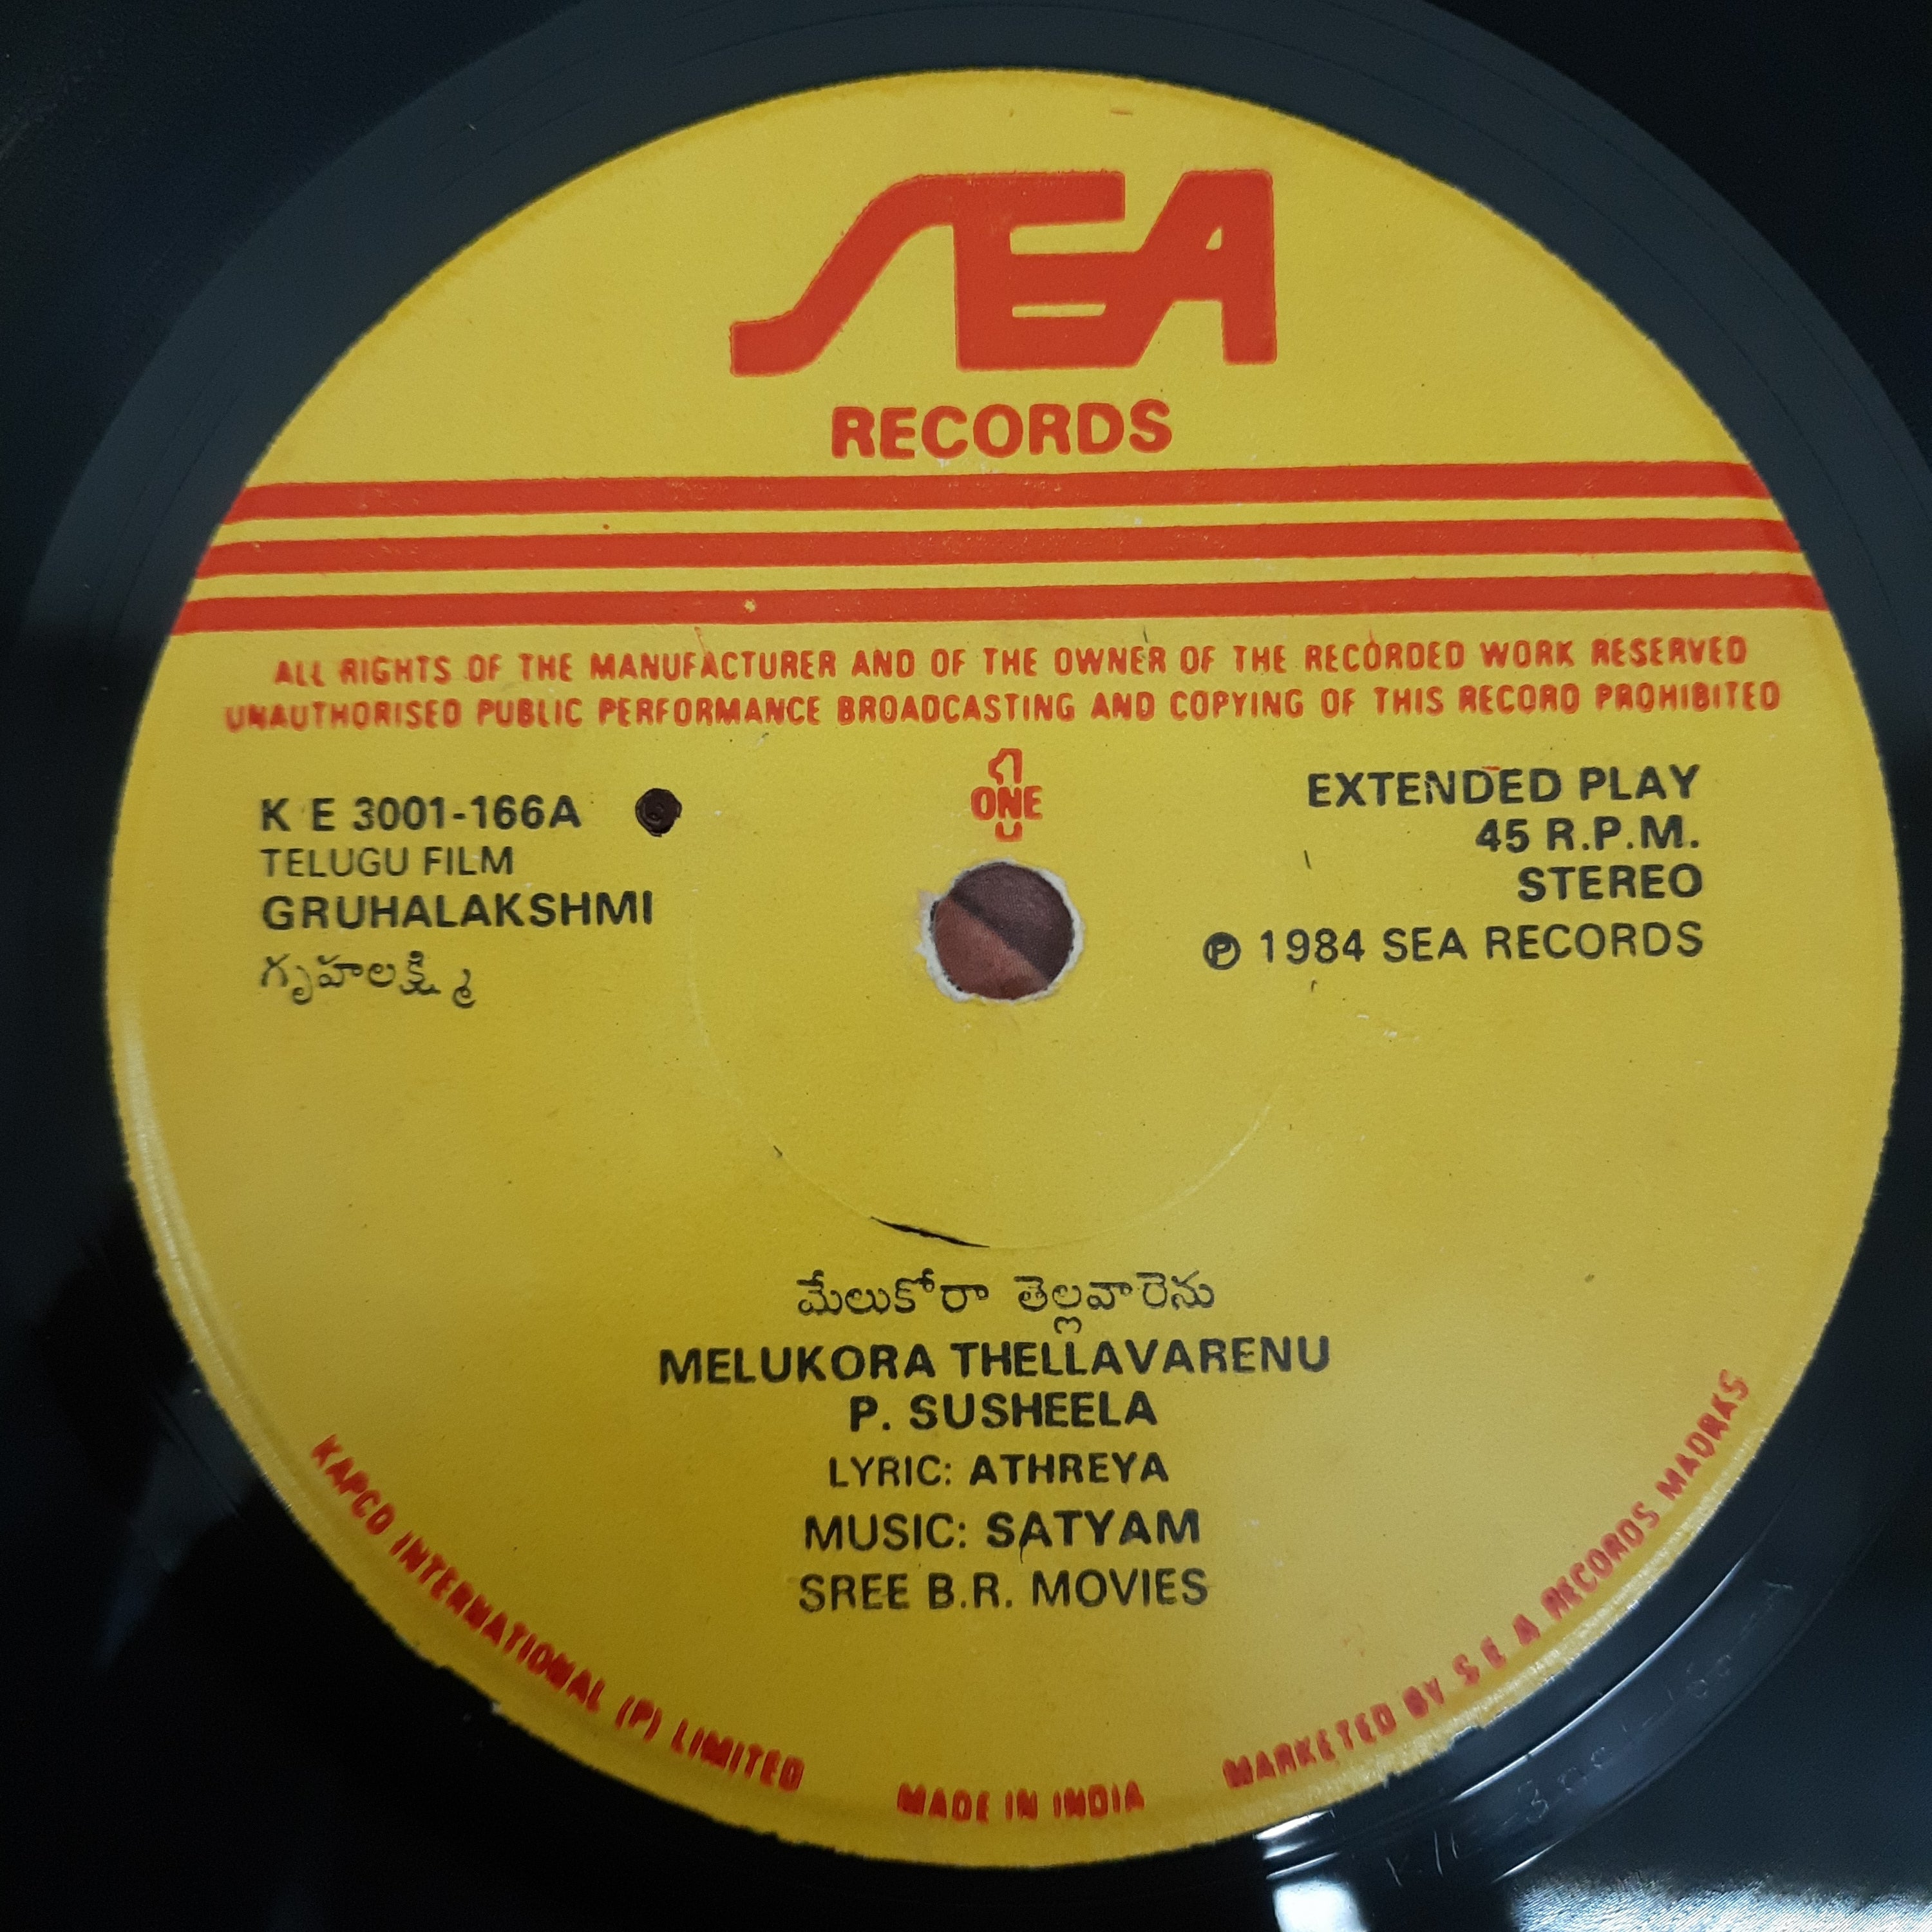 SEA
RECORDS
ALL RIGHTS OF THE MANUFACTURER AND OF THE OWNER OF THE RECORDED WORK RESERVED
UNAUTHORISED PUBLIC PERFORMANCE BROADCASTING AND COPYING OF THIS RECORD PROHIBITED
K E 3001-166A
TELUGU FILM
GRUHALAKSHMI
గృహలక్ష్మి
1
ONE
EXTENDED PLAY
45 R.P.M.
STEREO
℗ 1984 SEA RECORDS
మేలుకోరా తెల్లవారెను
MELUKORA THELLAVARENU
P. SUSHEELA
LYRIC: ATHREYA
MUSIC: SATYAM
SREE B.R. MOVIES
KAPCO INTERNATIONAL (P) LIMITED
MADE IN INDIA
MARKETED BY S E A RECORDS MADRAS